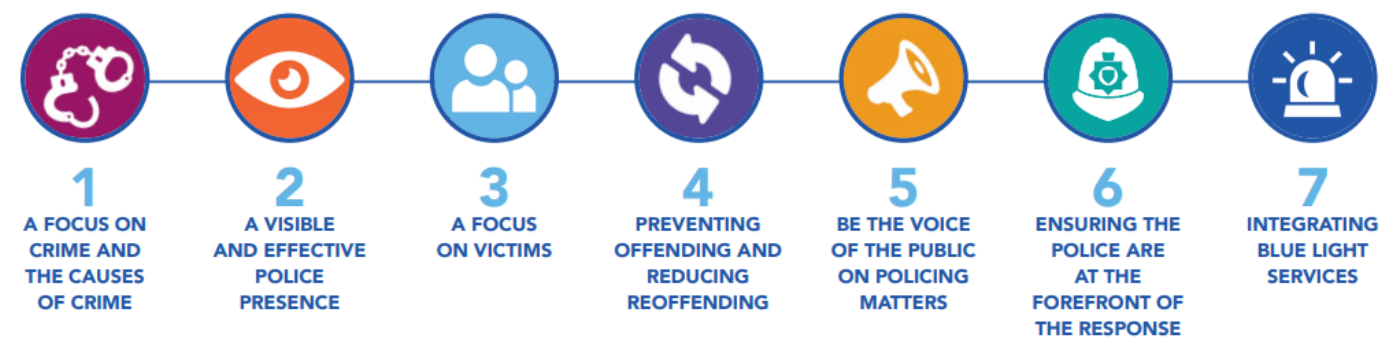 1
A FOCUS ON
CRIME AND
THE CAUSES
OF CRIME
2
A VISIBLE
AND EFFECTIVE
POLICE
PRESENCE
3
A FOCUS
ON VICTIMS
4
PREVENTING
OFFENDING AND
REDUCING
REOFFENDING
5
BE THE VOICE
OF THE PUBLIC
ON POLICING
MATTERS
6
ENSURING THE
POLICE ARE
AT THE
FOREFRONT OF
THE RESPONSE
7
INTEGRATING
BLUE LIGHT
SERVICES